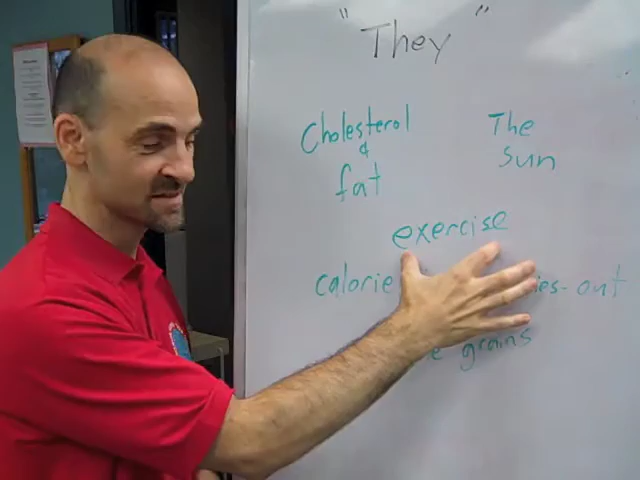 "They"
Cholesterol
&
fat
The
Sun
exercise
calorie
ies-out
e grains